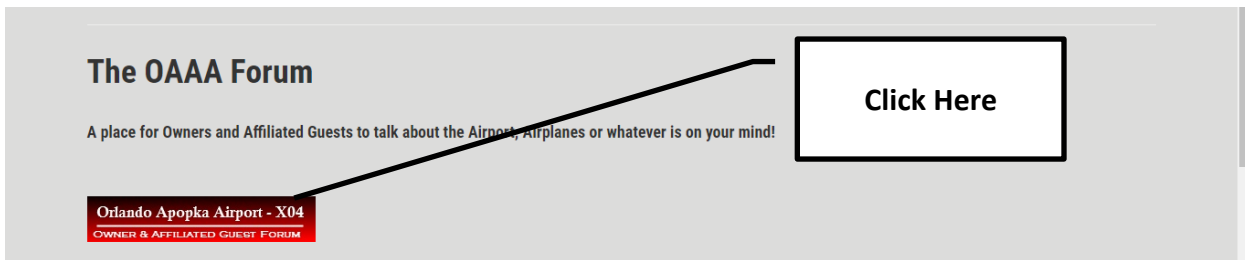 The OAAA Forum
Click Here
A place for Owners and Affiliated Guests to talk about the Airport, Airplanes or whatever is on your mind!
Orlando Apopka Airport - X04
OWNER & AFFILIATED GUEST FORUM